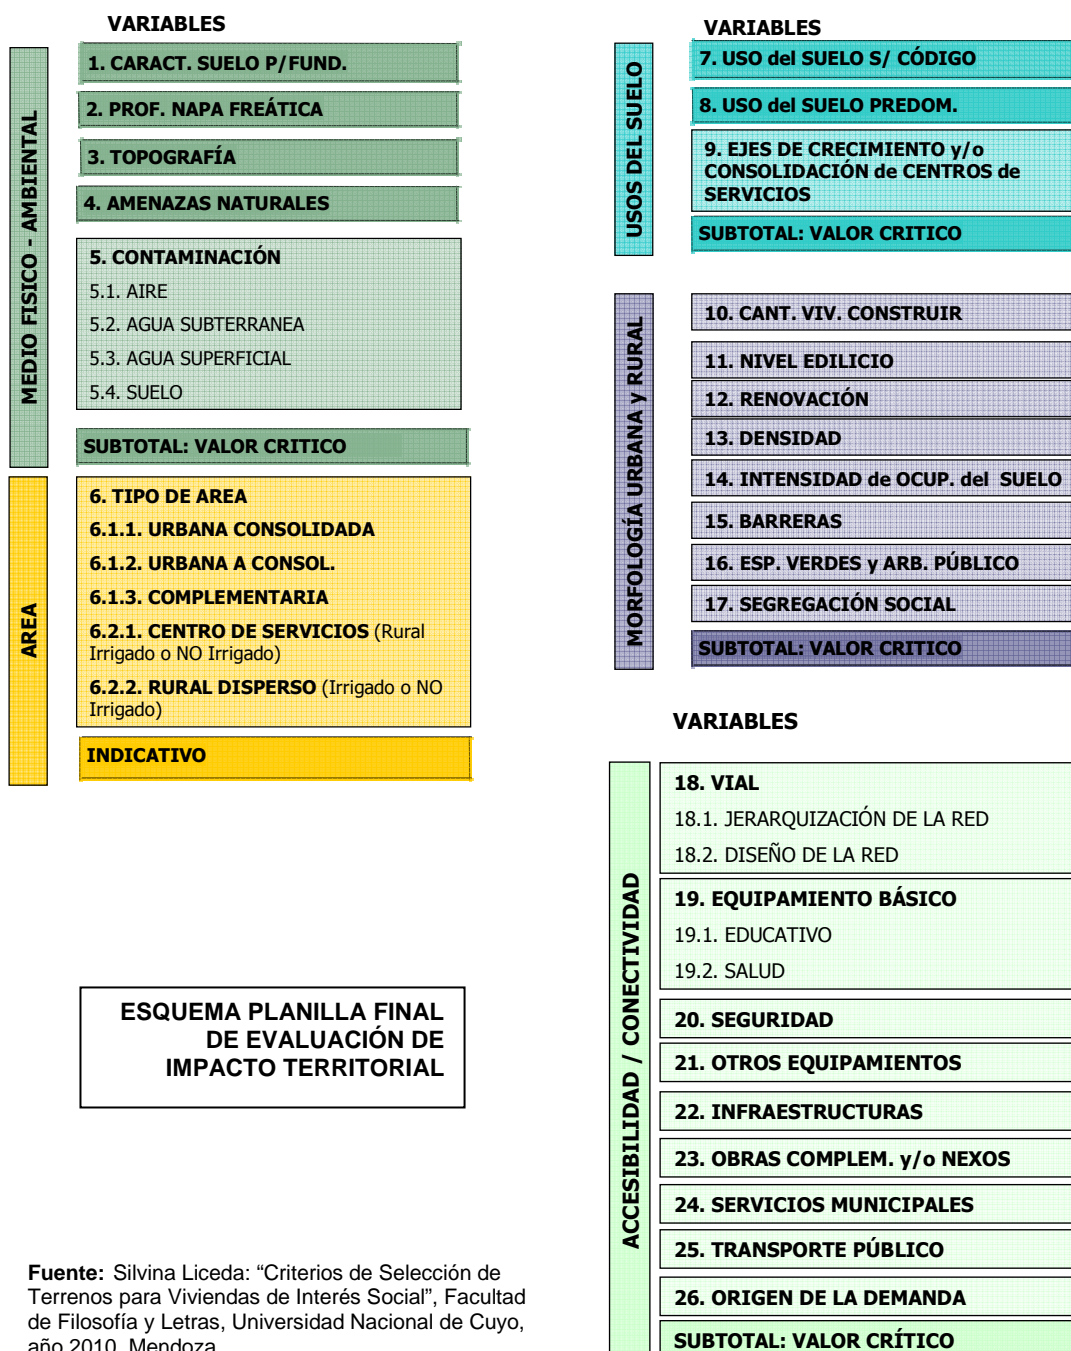 VARIABLES
MEDIO FISICO - AMBIENTAL
1. CARACT. SUELO P/FUND.
2. PROF. NAPA FREÁTICA
3. TOPOGRAFÍA
4. AMENAZAS NATURALES
5. CONTAMINACIÓN
5.1. AIRE
5.2. AGUA SUBTERRANEA
5.3. AGUA SUPERFICIAL
5.4. SUELO
SUBTOTAL: VALOR CRITICO
AREA
6. TIPO DE AREA
6.1.1. URBANA CONSOLIDADA
6.1.2. URBANA A CONSOL.
6.1.3. COMPLEMENTARIA
6.2.1. CENTRO DE SERVICIOS (Rural
Irrigado o NO Irrigado)
6.2.2. RURAL DISPERSO (Irrigado o NO
Irrigado)
INDICATIVO
ESQUEMA PLANILLA FINAL
DE EVALUACIÓN DE
IMPACTO TERRITORIAL
Fuente: Silvina Liceda: “Criterios de Selección de
Terrenos para Viviendas de Interés Social”, Facultad
de Filosofía y Letras, Universidad Nacional de Cuyo,
año 2010. Mendoza
VARIABLES
USOS DEL SUELO
7. USO del SUELO S/ CÓDIGO
8. USO del SUELO PREDOM.
9. EJES DE CRECIMIENTO y/o
CONSOLIDACIÓN de CENTROS de
SERVICIOS
SUBTOTAL: VALOR CRITICO
MORFOLOGÍA URBANA y RURAL
10. CANT. VIV. CONSTRUIR
11. NIVEL EDILICIO
12. RENOVACIÓN
13. DENSIDAD
14. INTENSIDAD de OCUP. del SUELO
15. BARRERAS
16. ESP. VERDES y ARB. PÚBLICO
17. SEGREGACIÓN SOCIAL
SUBTOTAL: VALOR CRITICO
VARIABLES
ACCESIBILIDAD / CONECTIVIDAD
18. VIAL
18.1. JERARQUIZACIÓN DE LA RED
18.2. DISEÑO DE LA RED
19. EQUIPAMIENTO BÁSICO
19.1. EDUCATIVO
19.2. SALUD
20. SEGURIDAD
21. OTROS EQUIPAMIENTOS
22. INFRAESTRUCTURAS
23. OBRAS COMPLEM. y/o NEXOS
24. SERVICIOS MUNICIPALES
25. TRANSPORTE PÚBLICO
26. ORIGEN DE LA DEMANDA
SUBTOTAL: VALOR CRÍTICO